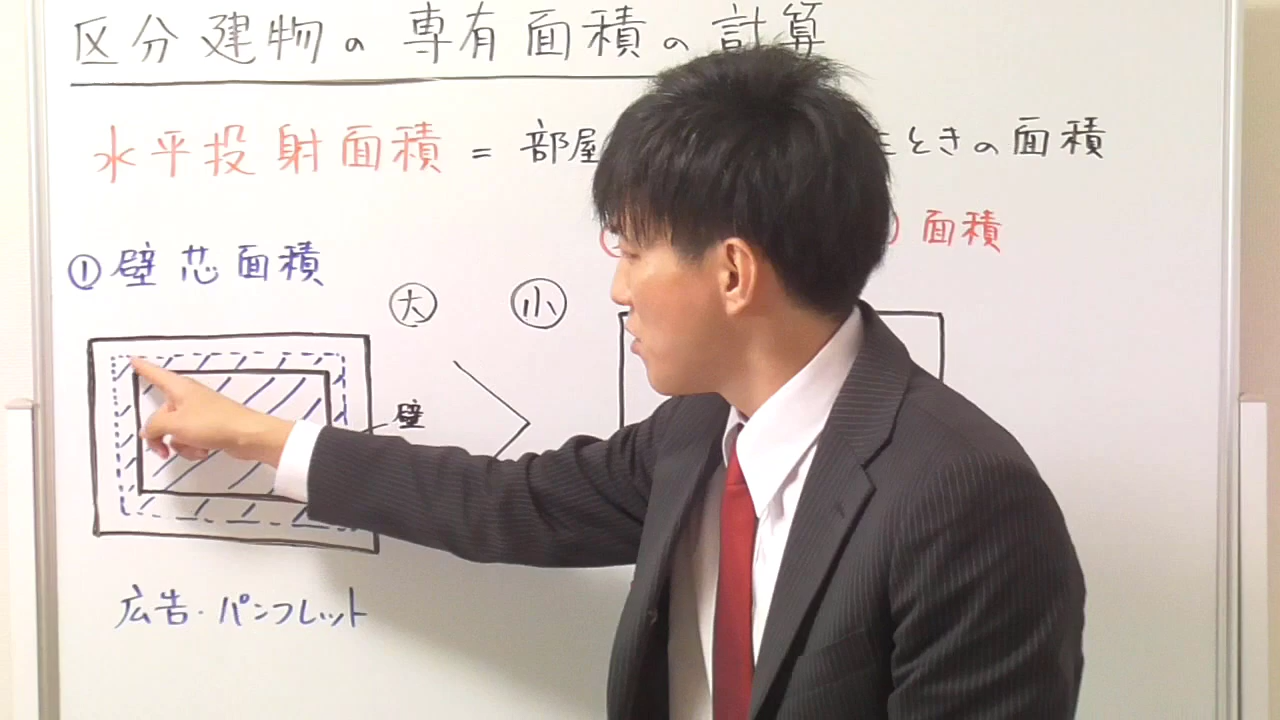 区分建物の専有面積の計算
水平投射面積 = 部屋 ときの面積
① 壁芯面積
面積
大
小
壁
広告・パンフレット